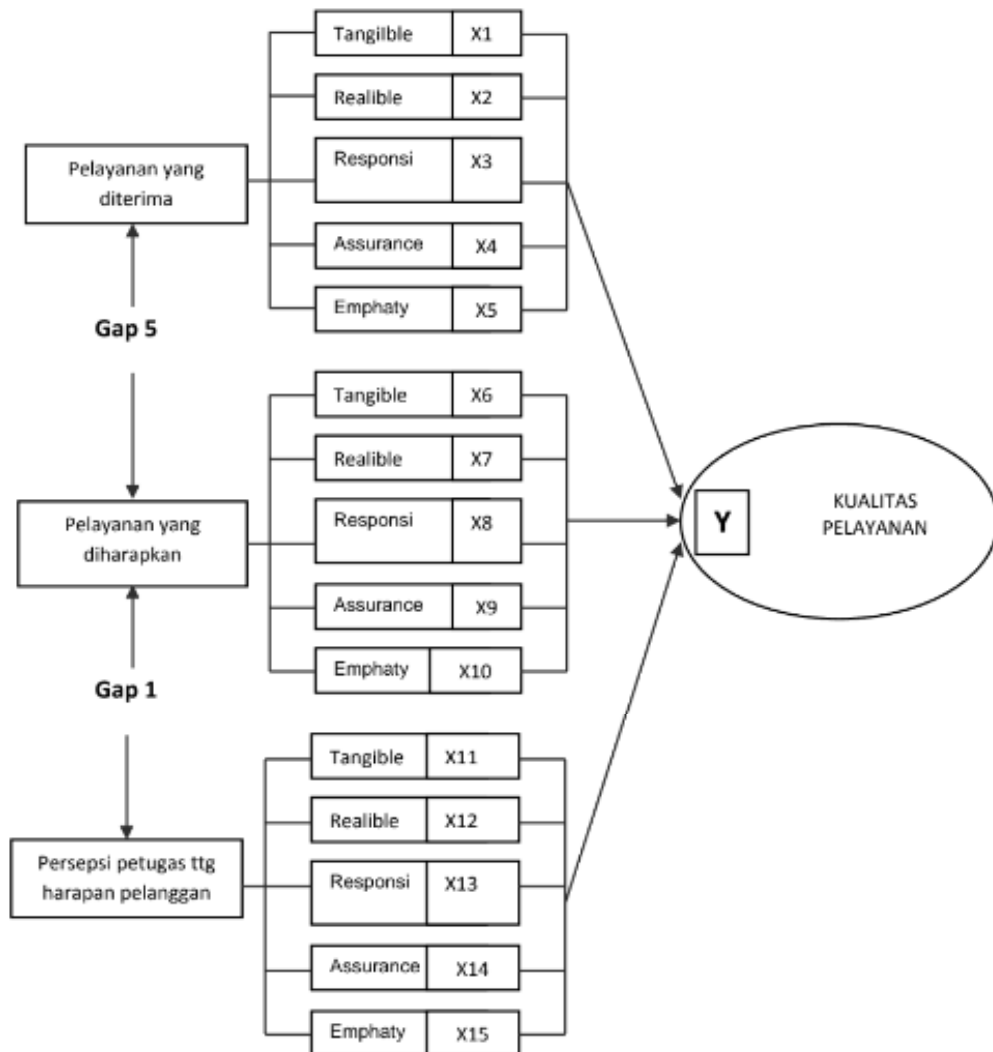 Tangilble X1
Realible X2
Responsi X3
Assurance X4
Emphaty X5
Pelayanan yang
diterima
Gap 5
Tangible X6
Realible X7
Responsi X8
Assurance X9
Emphaty X10
Pelayanan yang
diharapkan
Gap 1
Tangible X11
Realible X12
Responsi X13
Assurance X14
Emphaty X15
Persepsi petugas ttg
harapan pelanggan
Y
KUALITAS
PELAYANAN